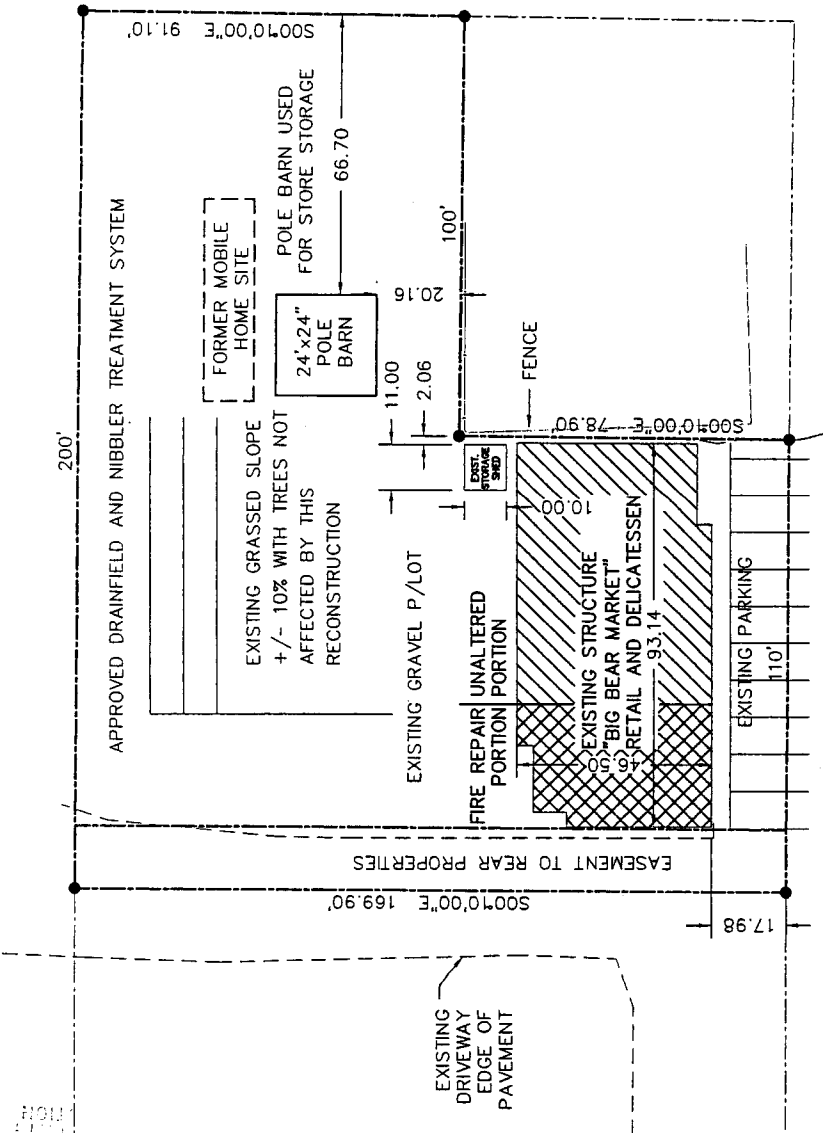 200'
S00°10'00"E 91.10'
APPROVED DRAINFIELD AND NIBBLER TREATMENT SYSTEM
FORMER MOBILE
HOME SITE
POLE BARN USED
FOR STORE STORAGE
66.70
24'x24"
POLE
BARN
EXISTING GRASSED SLOPE
+/- 10% WITH TREES NOT
AFFECTED BY THIS
RECONSTRUCTION
20.16
100'
11.00
2.06
FENCE
EXISTING GRAVEL P/LOT
EXIST.
STORAGE
SHED
10.00
S00°10'00"E 78.90'
FIRE REPAIR
PORTION
UNALTERED
PORTION
EXISTING STRUCTURE
"BIG BEAR MARKET"
RETAIL AND DELICATESSEN
93.14
46.50
EXISTING PARKING
110'
EASEMENT TO REAR PROPERTIES
S00°10'00"E 169.90'
17.98
EXISTING
DRIVEWAY
EDGE OF
PAVEMENT